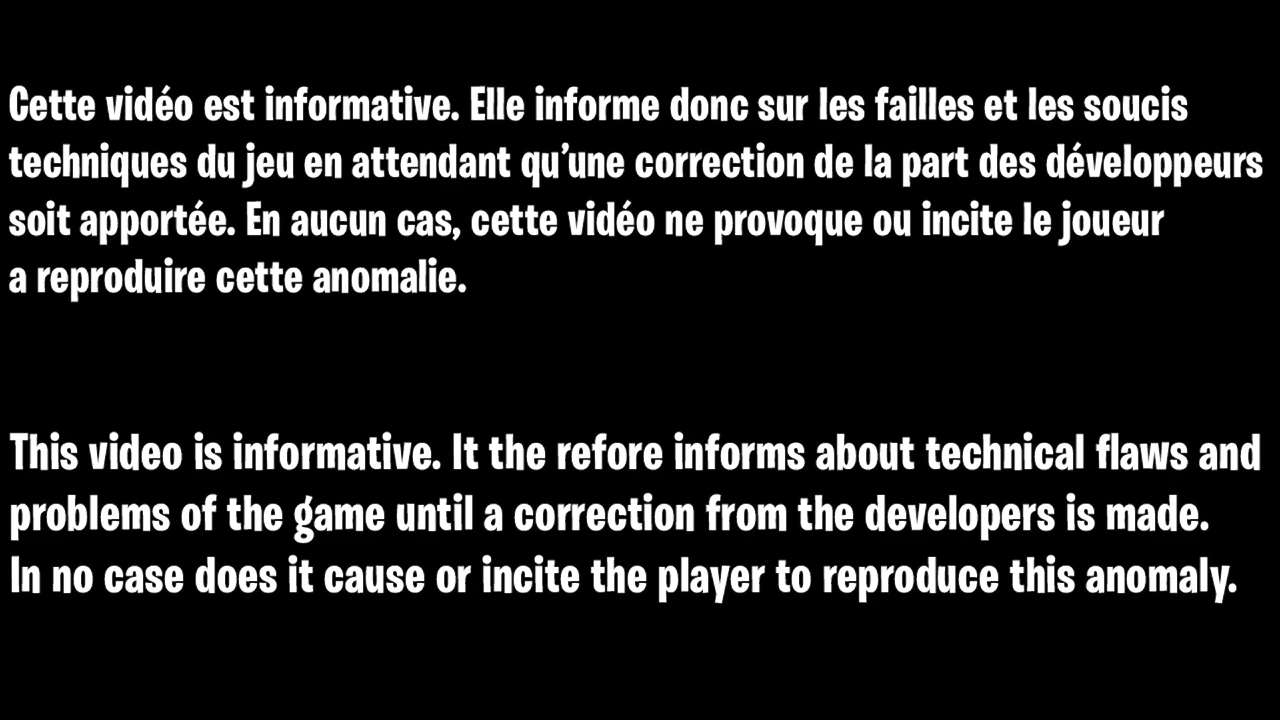 Cette vidéo est informative. Elle informe donc sur les failles et les soucis
techniques du jeu en attendant qu’une correction de la part des développeurs
soit apportée. En aucun cas, cette vidéo ne provoque ou incite le joueur
a reproduire cette anomalie.
This video is informative. It the refore informs about technical flaws and
problems of the game until a correction from the developers is made.
In no case does it cause or incite the player to reproduce this anomaly.